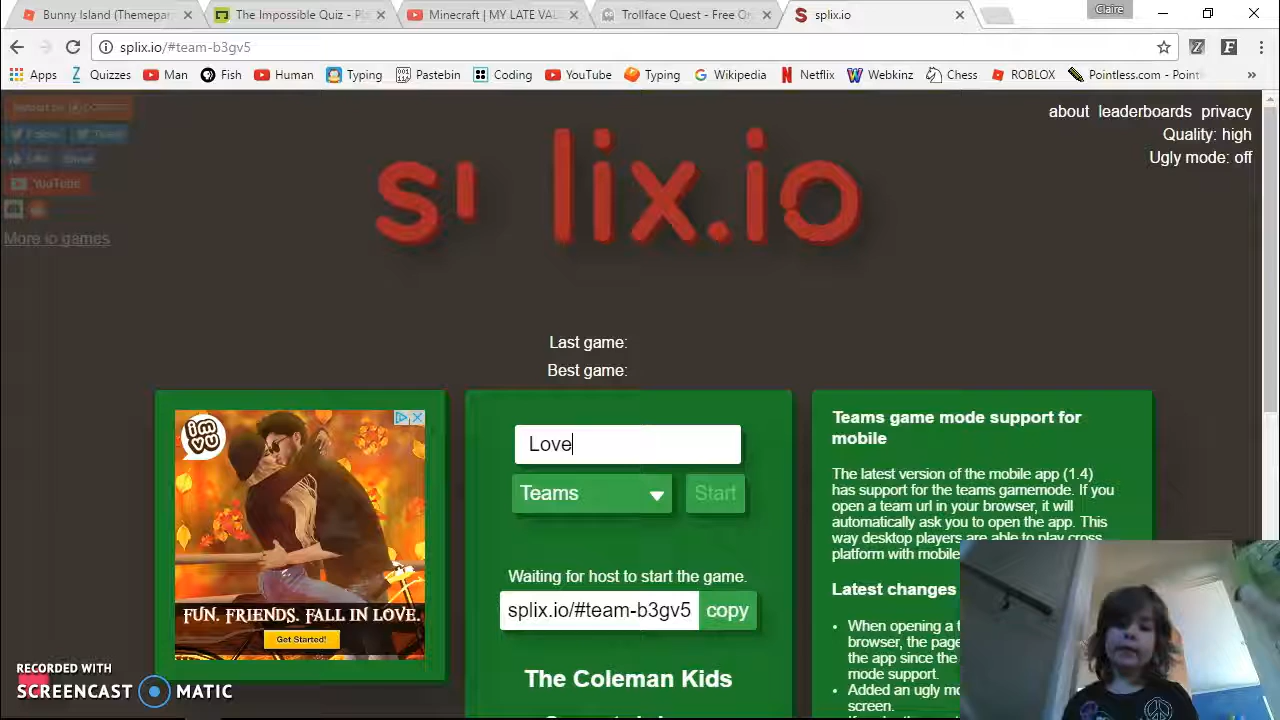 Bunny Island (Themepar
The Impossible Quiz - Pl
Minecraft | MY LATE VAL
Trollface Quest - Free On
splix.io
Claire
splix.io/#team-b3gv5
Apps Quizzes Man Fish Human Typing Pastebin Coding YouTube Typing Wikipedia Netflix Webkinz Chess ROBLOX Pointless.com - Point »
about leaderboards privacy
Quality: high
Ugly mode: off
Follow Tweet
Like Share
YouTube
More io games
s lix.io
Last game:
Best game:
imvu
FUN. FRIENDS. FALL IN LOVE.
Get Started!
Love
Teams Start
Waiting for host to start the game.
splix.io/#team-b3gv5 copy
The Coleman Kids
Teams game mode support for
mobile
The latest version of the mobile app (1.4)
has support for the teams gamemode. If you
open a team url in your browser, it will
automatically ask you to open the app. This
way desktop players are able to play cross
platform with mobile
Latest changes
• When opening a t
browser, the page
the app since the
mode support.
• Added an ugly mo
screen.
RECORDED WITH
SCREENCAST MATIC